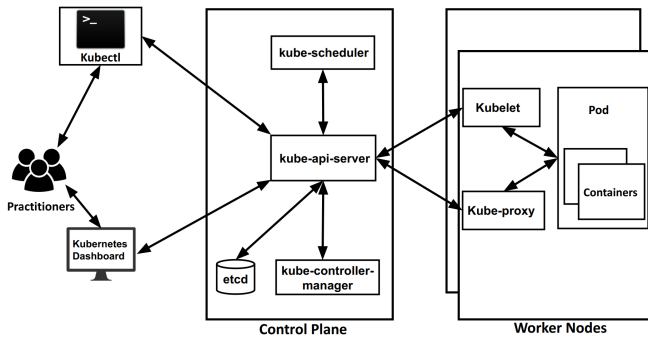 >_
Kubectl
kube-scheduler
Kubelet
Pod
kube-api-server
Containers
Practitioners
Kube-proxy
Kubernetes
Dashboard
etcd
kube-controller-
manager
Control Plane
Worker Nodes